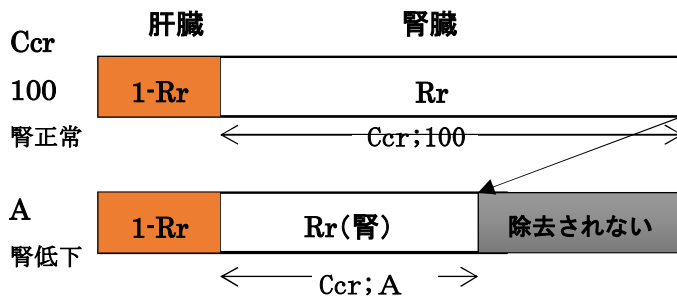 肝臓 腎臓
Ccr
100
腎正常
1-Rr Rr
Ccr;100
A
腎低下
1-Rr Rr(腎) 除去されない
Ccr;A